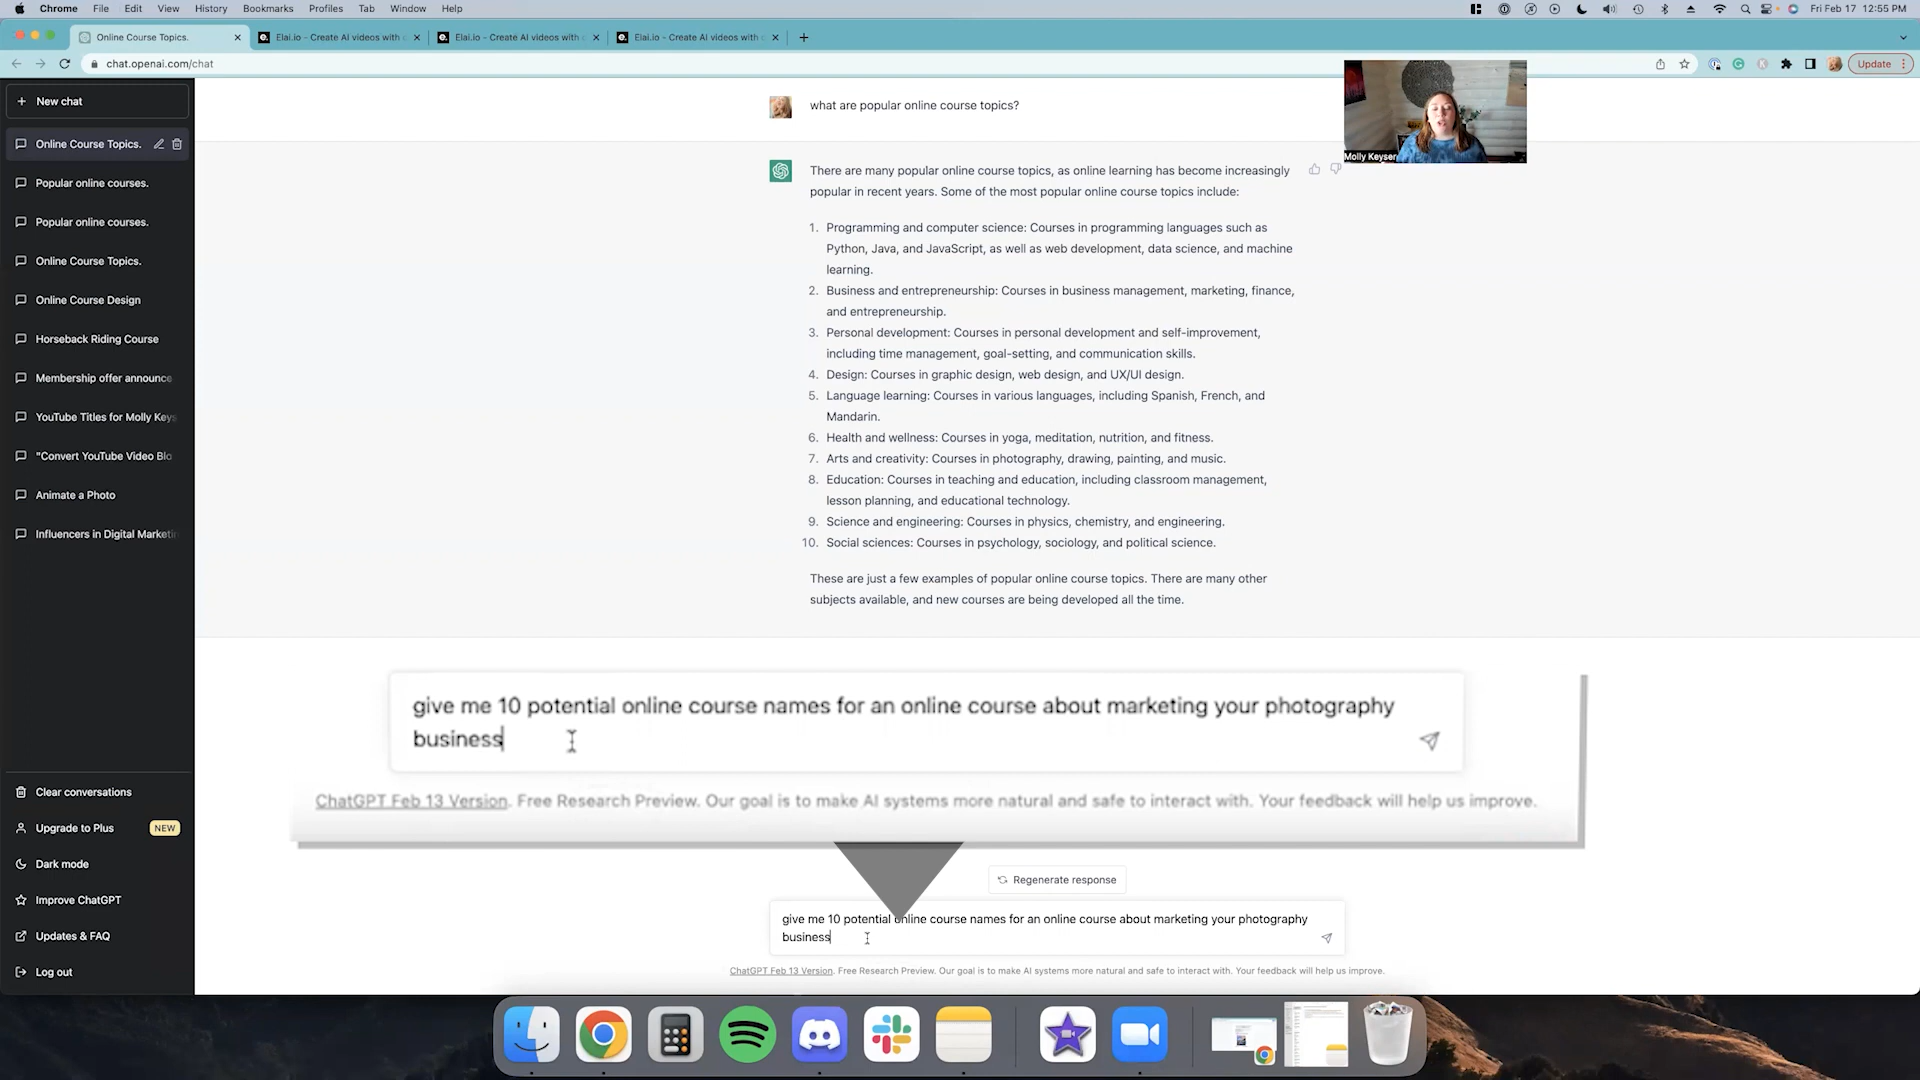 Chrome File Edit View History Bookmarks Profiles Tab Window Help
Fri Feb 17 12:55 PM
Online Course Topics.
Elai.io - Create AI videos with
Elai.io - Create AI videos with
Elai.io - Create AI videos with
chat.openai.com/chat
Update
New chat
Online Course Topics.
Popular online courses.
Popular online courses.
Online Course Topics.
Online Course Design
Horseback Riding Course
Membership offer announce
YouTube Titles for Molly Keys
"Convert YouTube Video Blo
Animate a Photo
Influencers in Digital Marketin
Clear conversations
Upgrade to Plus NEW
Dark mode
Improve ChatGPT
Updates & FAQ
Log out
what are popular online course topics?
Molly Keyser
There are many popular online course topics, as online learning has become increasingly
popular in recent years. Some of the most popular online course topics include:
1. Programming and computer science: Courses in programming languages such as
Python, Java, and JavaScript, as well as web development, data science, and machine
learning.
2. Business and entrepreneurship: Courses in business management, marketing, finance,
and entrepreneurship.
3. Personal development: Courses in personal development and self-improvement,
including time management, goal-setting, and communication skills.
4. Design: Courses in graphic design, web design, and UX/UI design.
5. Language learning: Courses in various languages, including Spanish, French, and
Mandarin.
6. Health and wellness: Courses in yoga, meditation, nutrition, and fitness.
7. Arts and creativity: Courses in photography, drawing, painting, and music.
8. Education: Courses in teaching and education, including classroom management,
lesson planning, and educational technology.
9. Science and engineering: Courses in physics, chemistry, and engineering.
10. Social sciences: Courses in psychology, sociology, and political science.
These are just a few examples of popular online course topics. There are many other
subjects available, and new courses are being developed all the time.
give me 10 potential online course names for an online course about marketing your photography
business
ChatGPT Feb 13 Version. Free Research Preview. Our goal is to make AI systems more natural and safe to interact with. Your feedback will help us improve.
Regenerate response
give me 10 potential online course names for an online course about marketing your photography
business
ChatGPT Feb 13 Version. Free Research Preview. Our goal is to make AI systems more natural and safe to interact with. Your feedback will help us improve.